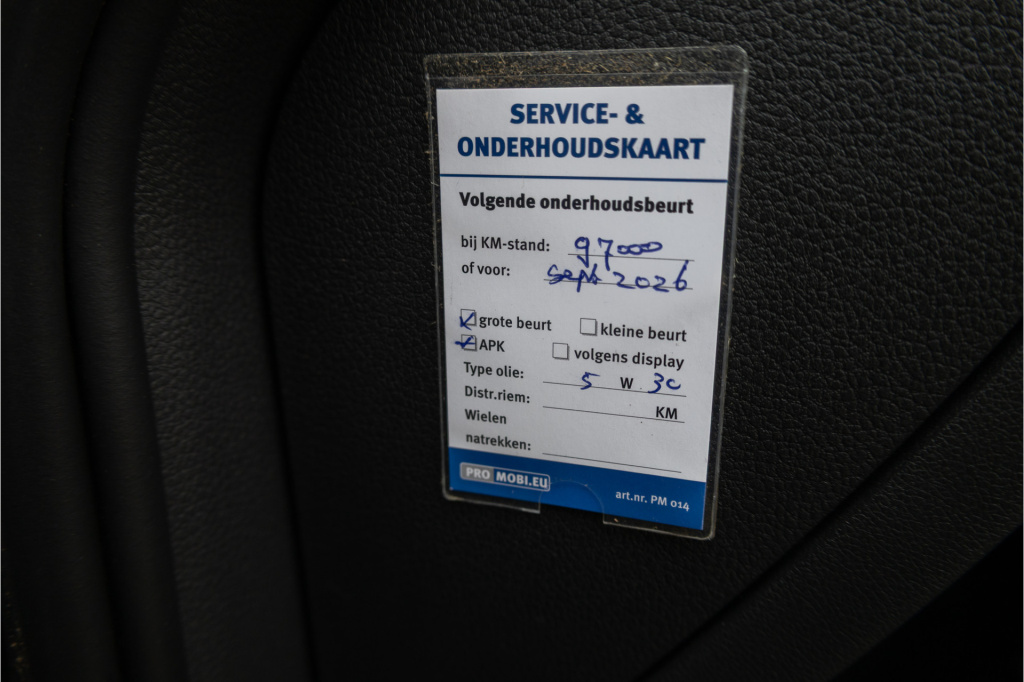 SERVICE- &
ONDERHOUDSKAART
Volgende onderhoudsbeurt
bij KM-stand: 97000
of voor: sept 2026
grote beurt kleine beurt
APK volgens display
Type olie: 5 W 30
Distr.riem: KM
Wielen
natrekken:
PRO MOBI.EU art.nr. PM 014